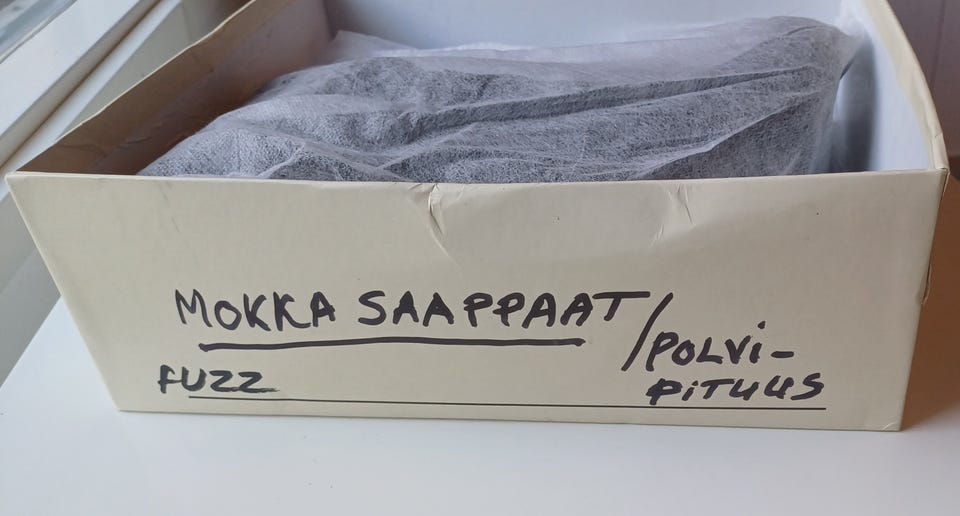 MOKKA SAAPPAAT/POLVI-
FUZZ PITUUS